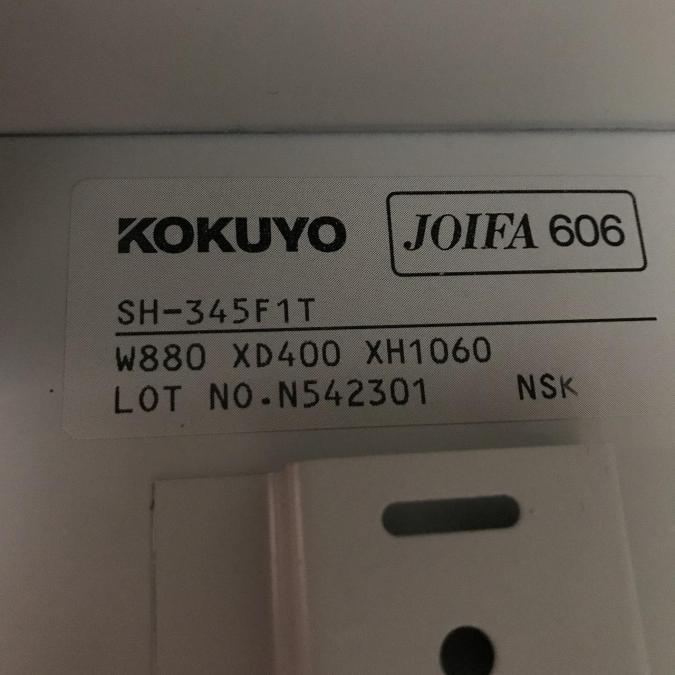 KOKUYO JOIFA 606
SH-345F1T
W880 XD400 XH1060
LOT NO.N542301 NSK